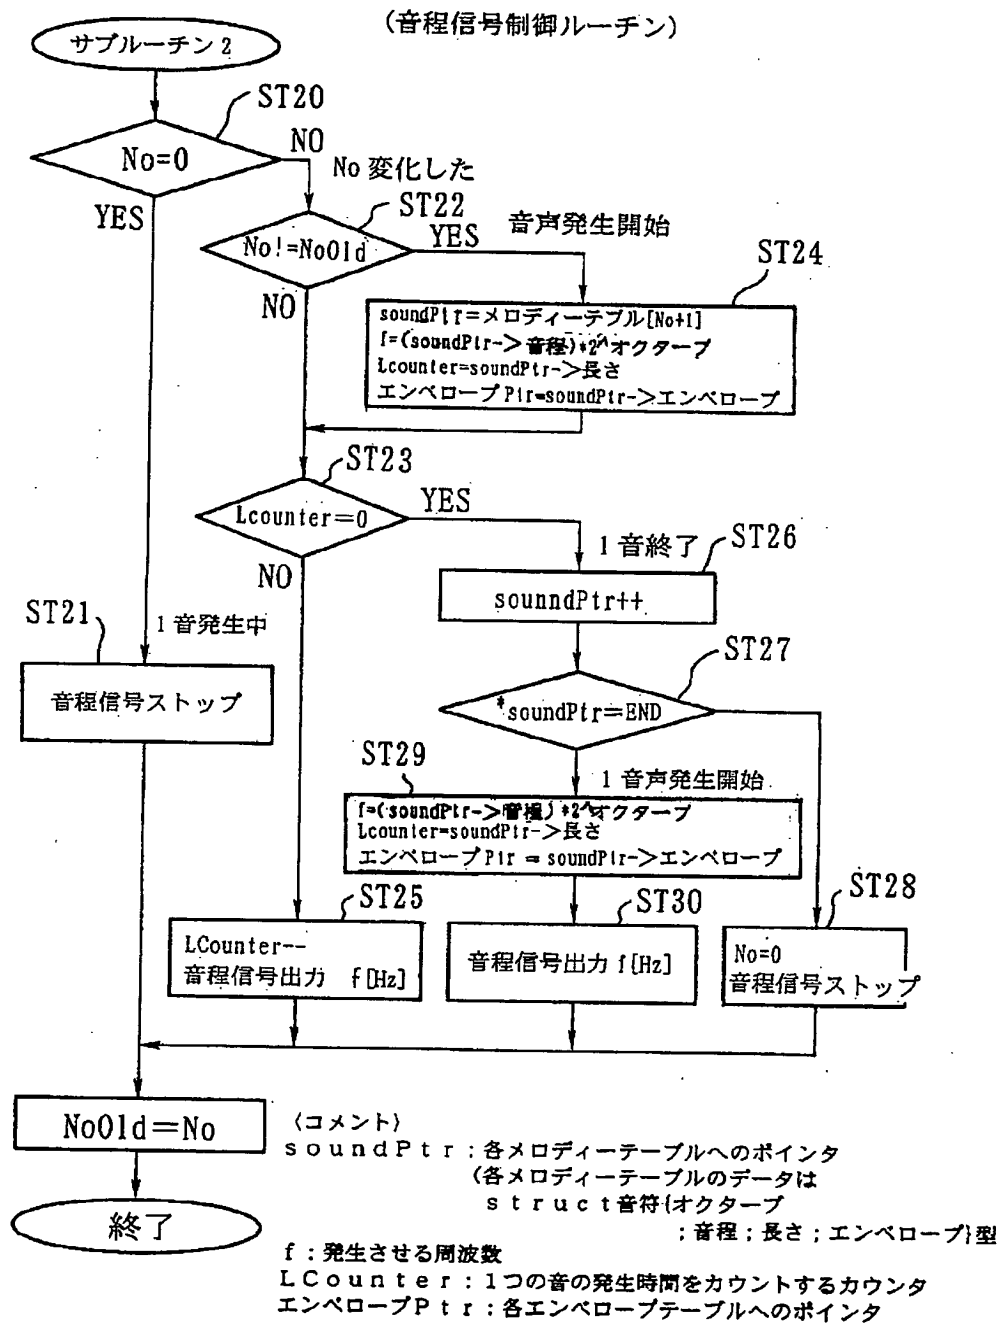 (音程信号制御ルーチン)
サブルーチン2
ST20
No=0
NO
YES
No 変化した
ST22
No!=NoOld
YES
NO
音声発生開始
ST24
soundPtr=メロディーテーブル[No+1]
f=(soundPtr->音程)*2^オクターブ
Lcounter=soundPtr->長さ
エンベロープPtr=soundPtr->エンベロープ
ST23
Lcounter=0
YES
NO
1音終了
ST26
sounndPtr++
ST21
1音発生中
音程信号ストップ
ST27
*soundPtr=END
ST29
1音声発生開始
f=(soundPtr->音程)*2^オクターブ
Lcounter=soundPtr->長さ
エンベロープPtr = soundPtr->エンベロープ
ST25
LCounter--
音程信号出力 f[Hz]
ST30
音程信号出力 f{Hz]
ST28
No=0
音程信号ストップ
NoOld=No
終了
〈コメント〉
soundPtr:各メロディーテーブルへのポインタ
(各メロディーテーブルのデータは
struct音符{オクターブ
;音程;長さ;エンベロープ}型
f:発生させる周波数
LCounter:1つの音の発生時間をカウントするカウンタ
エンベロープPtr:各エンベロープテーブルへのポインタ